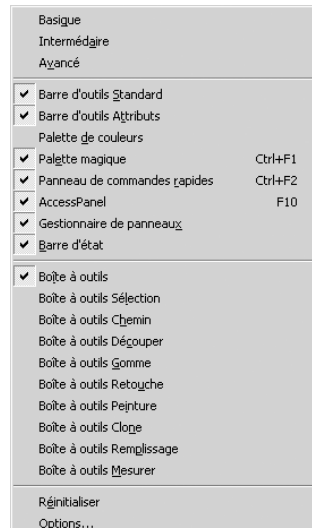 Basique
Intermédaire
Avancé
Barre d'outils Standard
Barre d'outils Attributs
Palette de couleurs
Palette magique Ctrl+F1
Panneau de commandes rapides Ctrl+F2
AccessPanel F10
Gestionnaire de panneaux
Barre d'état
Boîte à outils
Boîte à outils Sélection
Boîte à outils Chemin
Boîte à outils Découper
Boîte à outils Gomme
Boîte à outils Retouche
Boîte à outils Peinture
Boîte à outils Clone
Boîte à outils Remplissage
Boîte à outils Mesurer
Réinitialiser
Options...